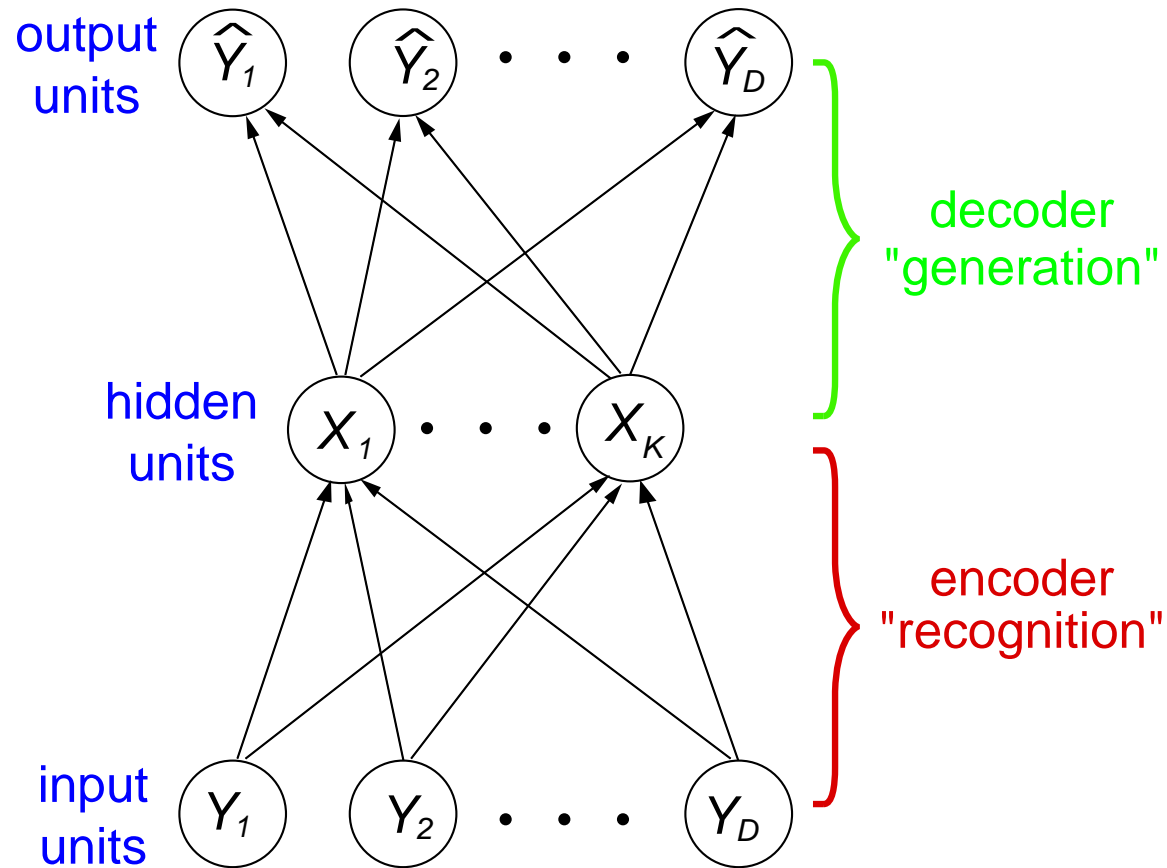 output
units
Ŷ1 Ŷ2 • • • ŶD
decoder
"generation"
hidden
units
X1 • • • XK
encoder
"recognition"
input
units
Y1 Y2 • • • YD